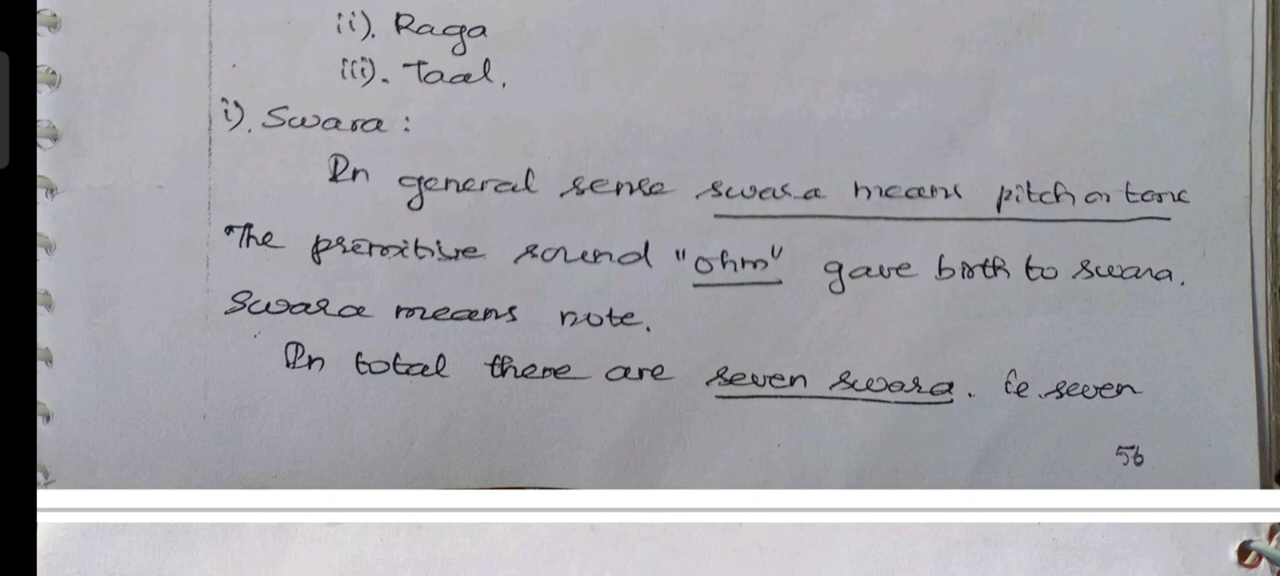 ii). Raga
iii). Taal.
i). Swara :
In general sense swara means pitch or tone
The premitive sound "ohm" gave birth to swara.
Swara means note.
In total there are seven swara. ie. seven
56